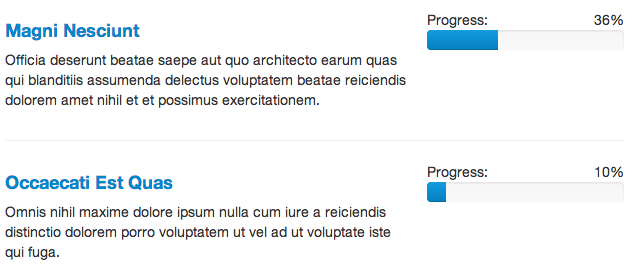 Magni Nesciunt
Progress: 36%
Officia deserunt beatae saepe aut quo architecto earum quas
qui blanditiis assumenda delectus voluptatem beatae reiciendis
dolorem amet nihil et et possimus exercitationem.
Occaecati Est Quas
Progress: 10%
Omnis nihil maxime dolore ipsum nulla cum iure a reiciendis
distinctio dolorem porro voluptatem ut vel ad ut voluptate iste
qui fuga.